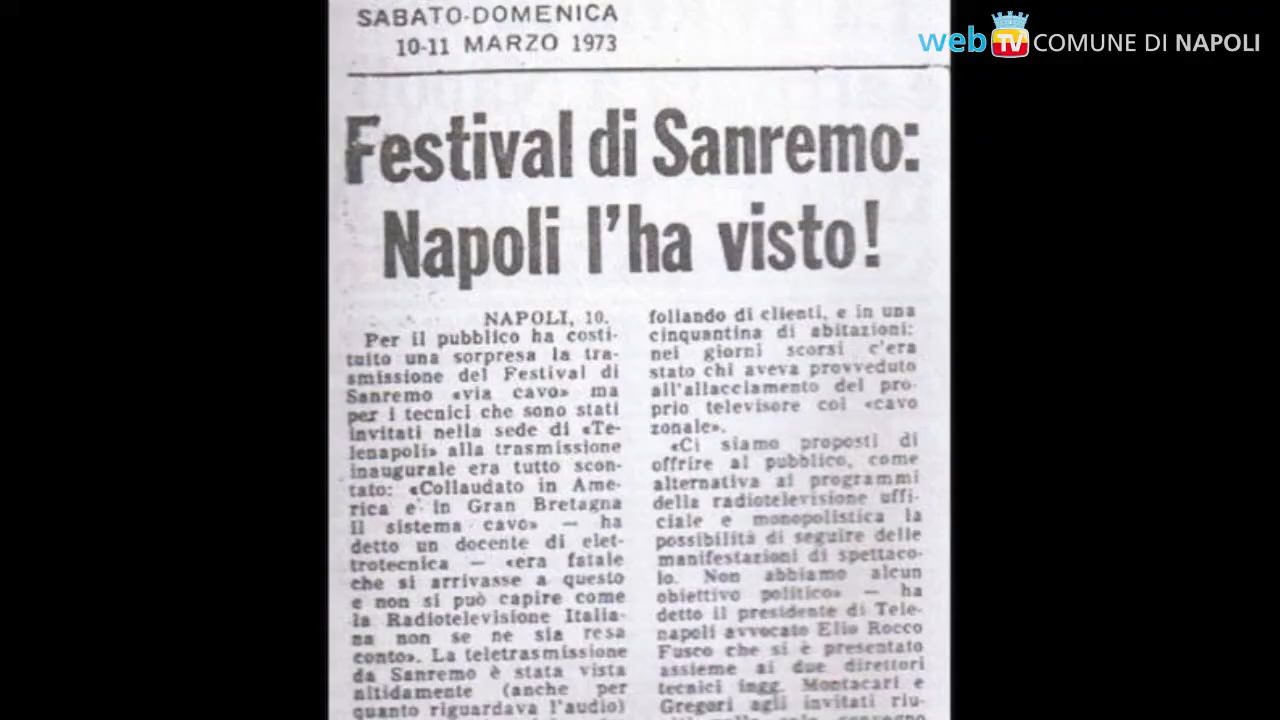 SABATO-DOMENICA
10-11 MARZO 1973
web TV COMUNE DI NAPOLI
Festival di Sanremo:
Napoli l'ha visto!
NAPOLI, 10.
Per il pubblico ha costi-
tuito una sorpresa la tra-
smissione del Festival di
Sanremo «via cavo» ma
per i tecnici che sono stati
invitati nella sede di «Te-
lenapoli» alla trasmissione
inaugurale era tutto scon-
tato: «Collaudato in Ame-
rica e in Gran Bretagna
il sistema cavo» — ha
detto un docente di elet-
trotecnica — «era fatale
che si arrivasse a questo
e non si può capire come
la Radiotelevisione Italia-
na non se ne sia resa
conto». La teletrasmissione
da Sanremo è stata vista
nitidamente (anche per
quanto riguardava l'audio)
follando di clienti, e in una
cinquantina di abitazioni:
nei giorni scorsi c'era
stato chi aveva provveduto
all'allacciamento del pro-
prio televisore col «cavo
zonale».
«Ci siamo proposti di
offrire al pubblico, come
alternativa ai programmi
della radiotelevisione uffi-
ciale e monopolistica la
possibilità di seguire delle
manifestazioni di spettaco-
lo. Non abbiamo alcun
obiettivo politico» — ha
detto il presidente di Tele-
napoli avvocato Elio Rocco
Fusco che si è presentato
assieme ai due direttori
tecnici ingg. Montacari e
Gregori agli invitati riu-